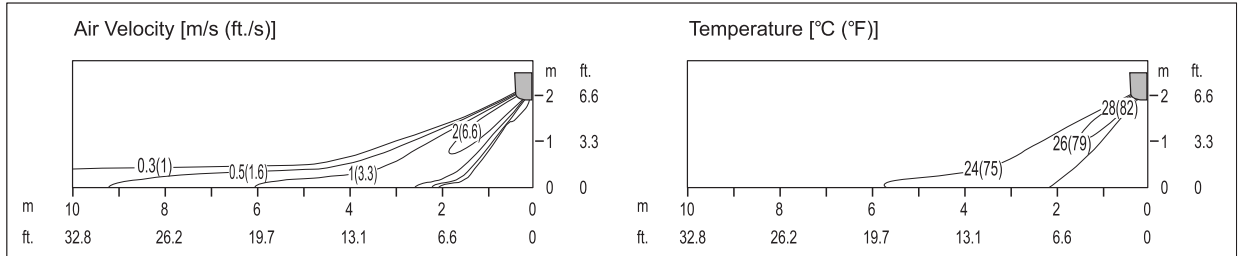 Air Velocity [m/s (ft./s)]
m ft.
2 6.6
1 3.3
0 0
0.3(1)
0.5(1.6)
1(3.3)
2(6.6)
m 10 8 6 4 2 0
ft. 32.8 26.2 19.7 13.1 6.6 0
Temperature [°C (°F)]
m ft.
2 6.6
1 3.3
0 0
28(82)
26(79)
24(75)
m 10 8 6 4 2 0
ft. 32.8 26.2 19.7 13.1 6.6 0